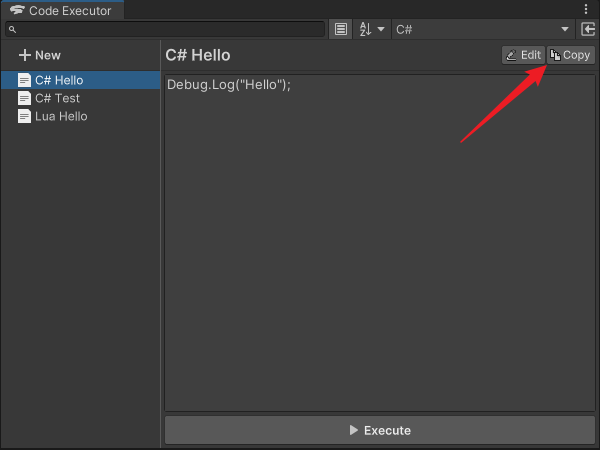 Code Executor
C#
New
C# Hello
C# Test
Lua Hello
C# Hello
Edit
Copy
Debug.Log("Hello");
Execute